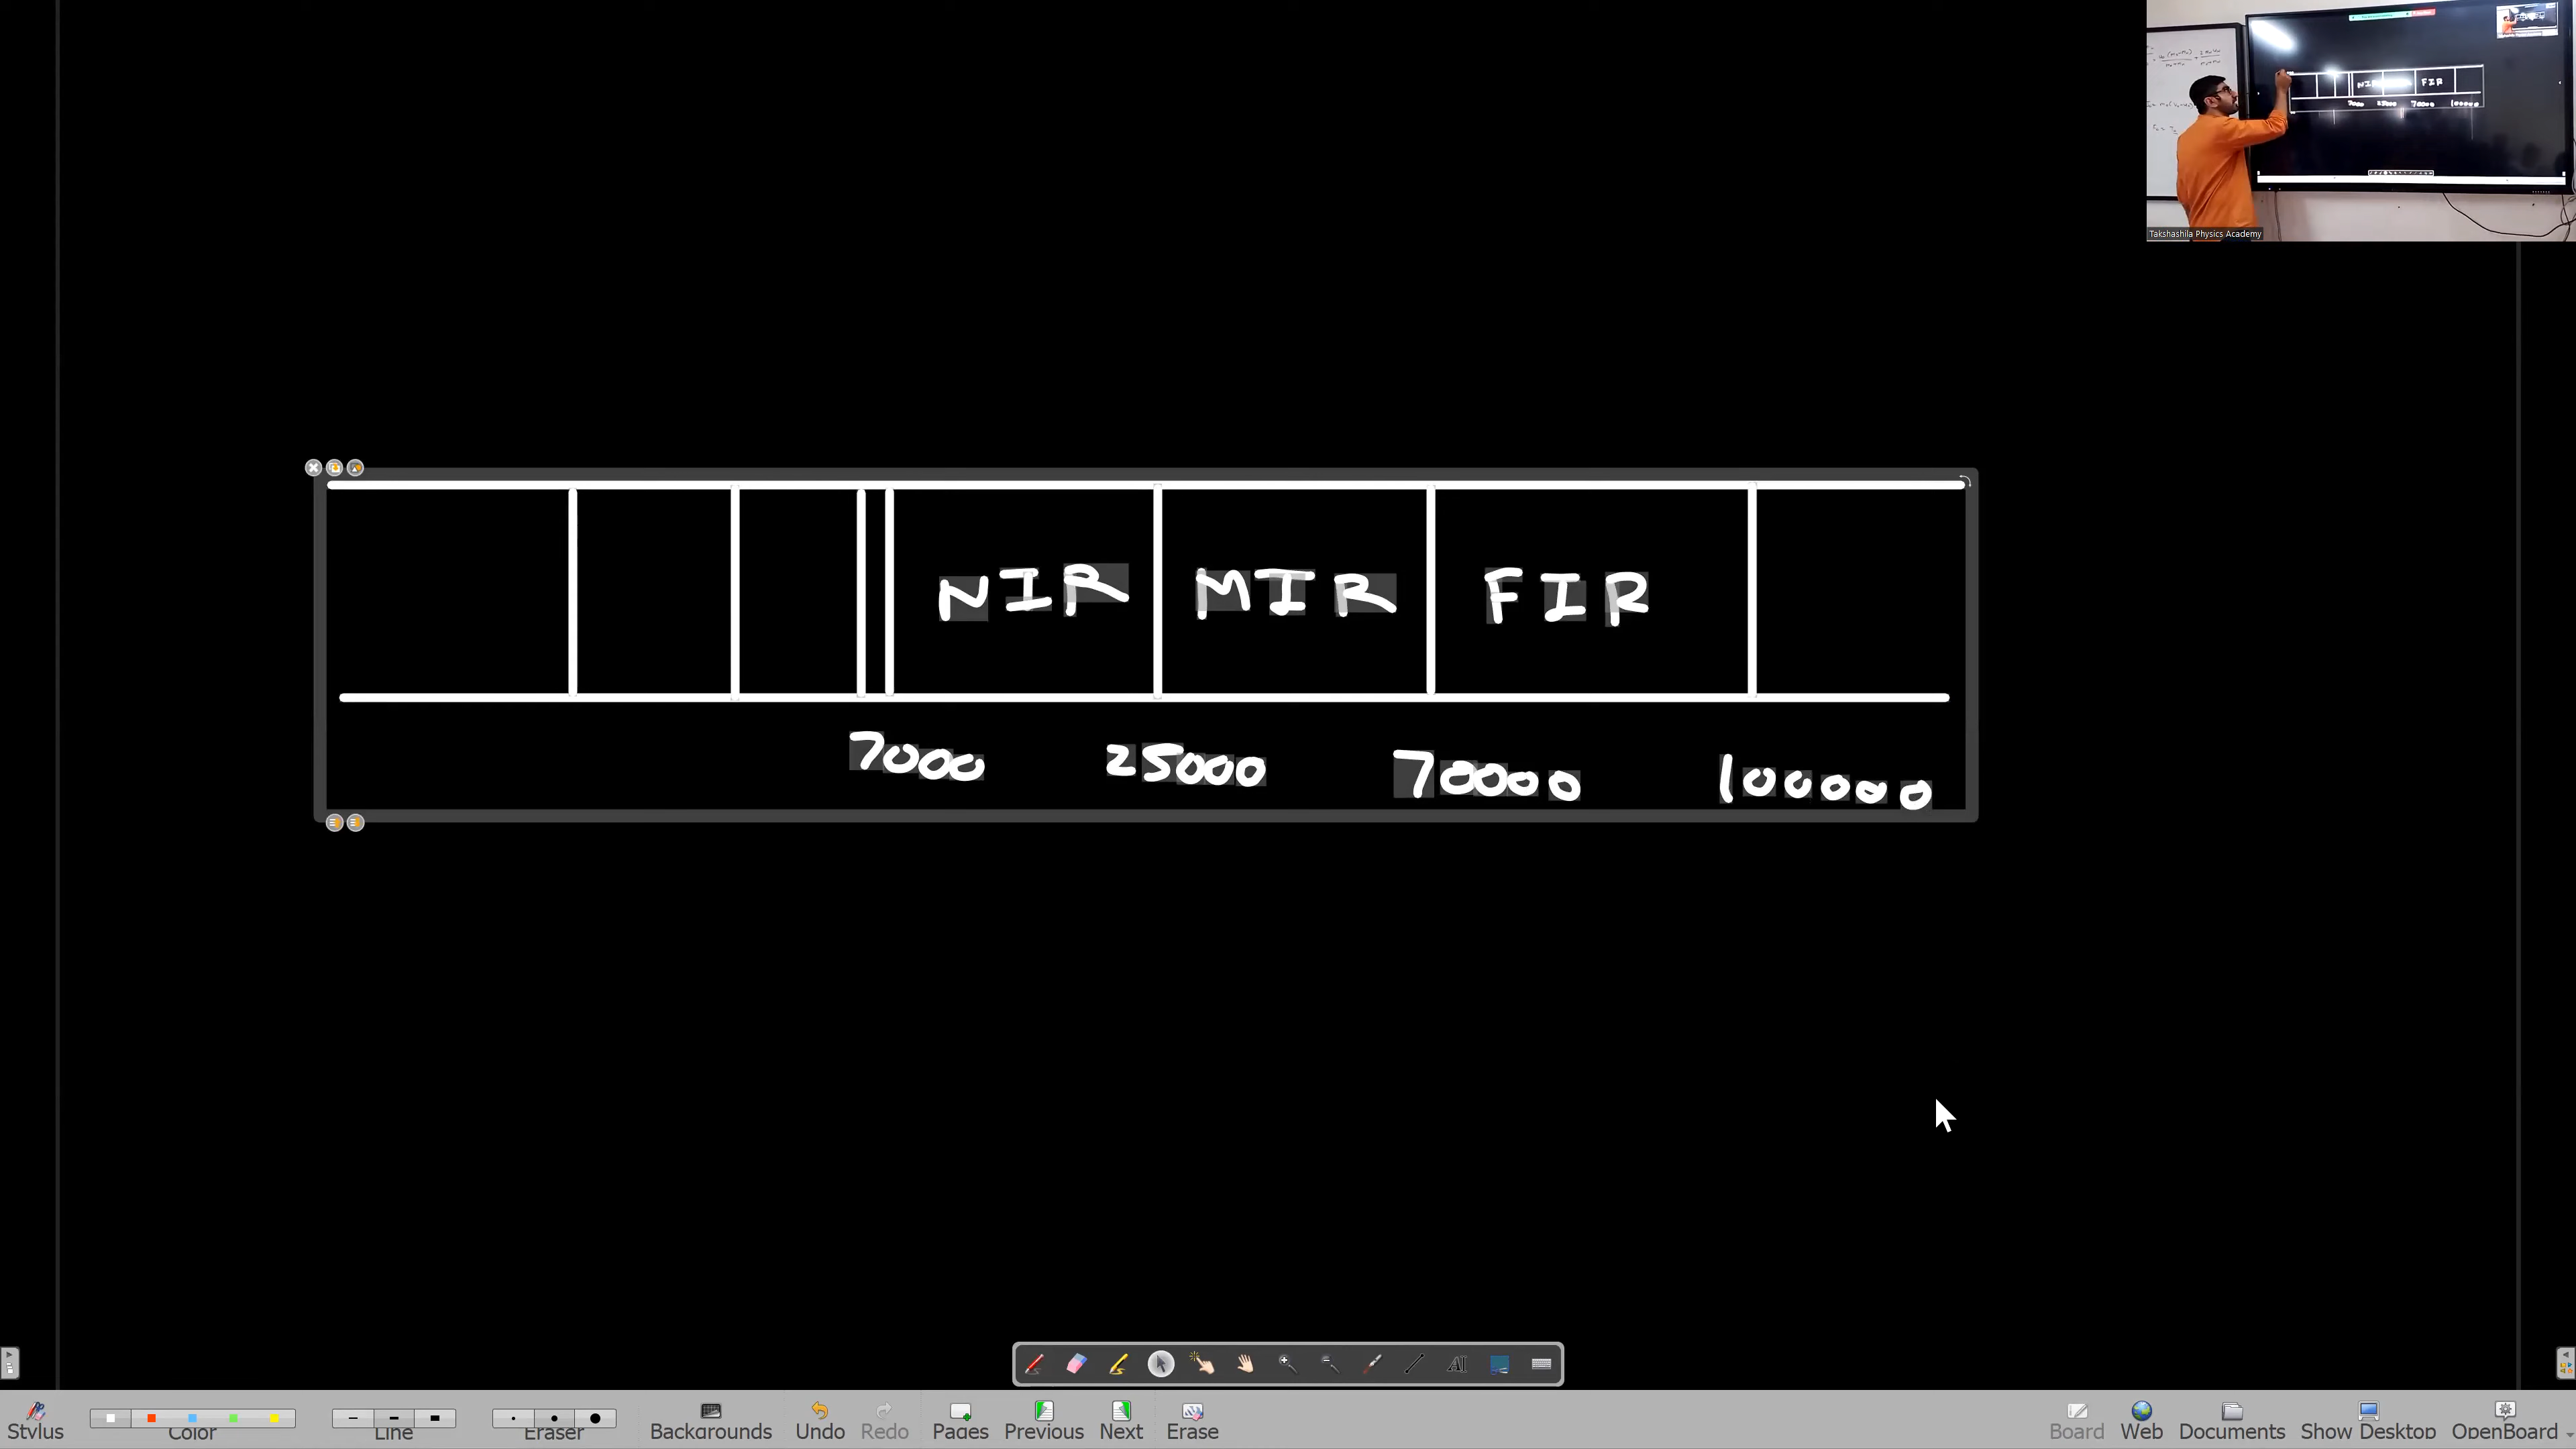 Takshashila Physics Academy
NIR MIR FIR
7000 25000 70000 100000
Stylus Color Line Eraser Backgrounds Undo Redo Pages Previous Next Erase Board Web Documents Show Desktop OpenBoard